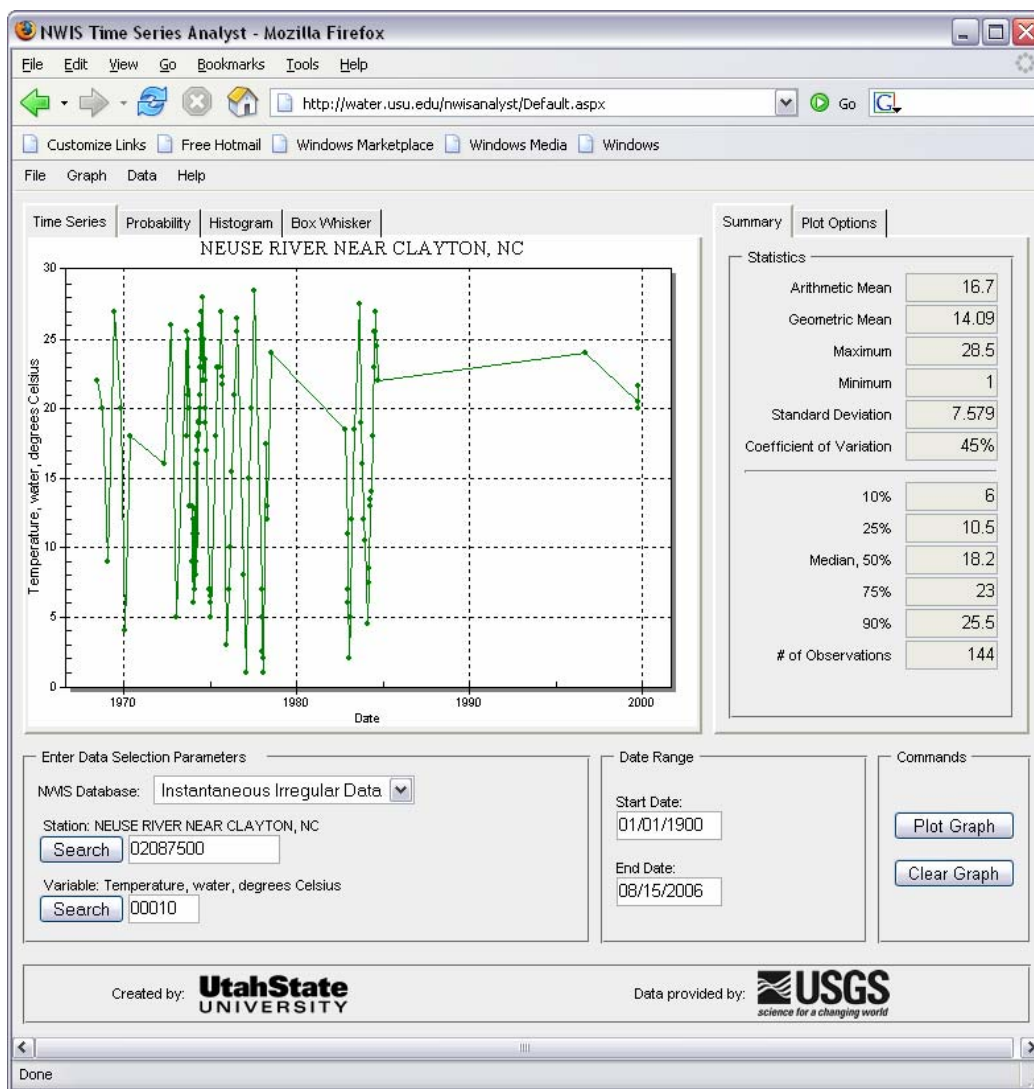 NWIS Time Series Analyst - Mozilla Firefox
File Edit View Go Bookmarks Tools Help
http://water.usu.edu/nwisanalyst/Default.aspx Go G
Customize Links Free Hotmail Windows Marketplace Windows Media Windows
File Graph Data Help
Time Series Probability Histogram Box Whisker
NEUSE RIVER NEAR CLAYTON, NC
Temperature, water, degrees Celsius
30
25
20
15
10
5
0
1970 1980 1990 2000
Date
Summary Plot Options
Statistics
Arithmetic Mean 16.7
Geometric Mean 14.09
Maximum 28.5
Minimum 1
Standard Deviation 7.579
Coefficient of Variation 45%
10% 6
25% 10.5
Median, 50% 18.2
75% 23
90% 25.5
# of Observations 144
Enter Data Selection Parameters
NWIS Database: Instantaneous Irregular Data
Station: NEUSE RIVER NEAR CLAYTON, NC
Search 02087500
Variable: Temperature, water, degrees Celsius
Search 00010
Date Range
Start Date:
01/01/1900
End Date:
08/15/2006
Commands
Plot Graph
Clear Graph
Created by: UtahState
UNIVERSITY
Data provided by: USGS
science for a changing world
Done